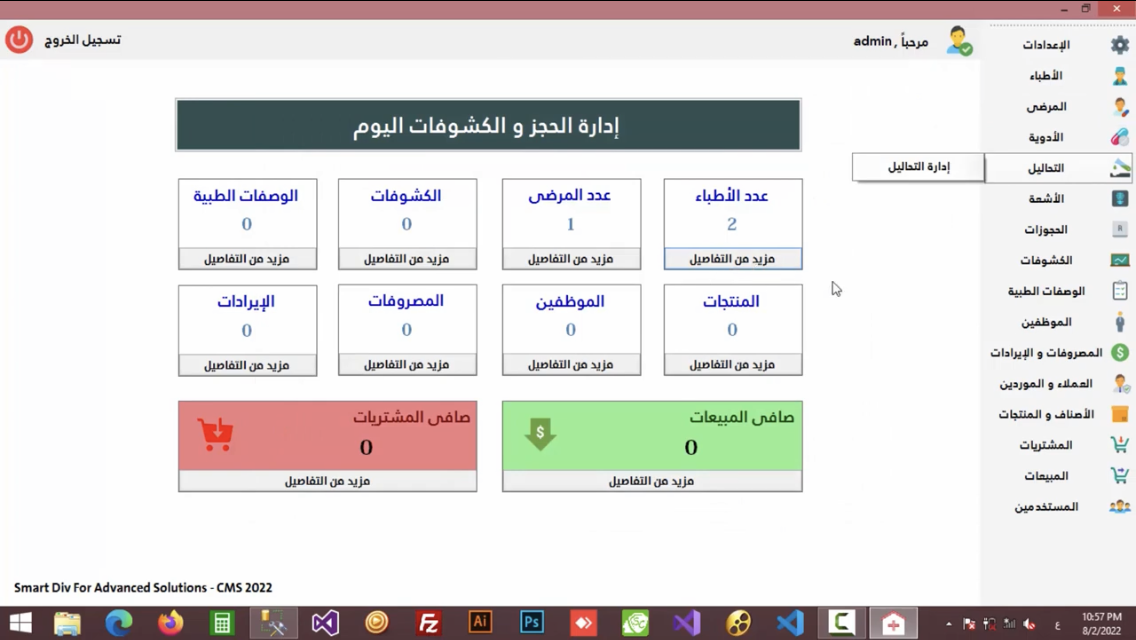 تسجيل الخروج
مرحباً , admin
الإعدادات
الأطباء
المرضى
الأدوية
التحاليل
إدارة التحاليل
الأشعة
الحجوزات
الكشوفات
الوصفات الطبية
الموظفين
المصروفات و الإيرادات
العملاء و الموردين
الأصناف و المنتجات
المشتريات
المبيعات
المستخدمين
إدارة الحجز و الكشوفات اليوم
عدد الأطباء
2
مزيد من التفاصيل
عدد المرضى
1
مزيد من التفاصيل
الكشوفات
0
مزيد من التفاصيل
الوصفات الطبية
0
مزيد من التفاصيل
المنتجات
0
مزيد من التفاصيل
الموظفين
0
مزيد من التفاصيل
المصروفات
0
مزيد من التفاصيل
الإيرادات
0
مزيد من التفاصيل
صافى المبيعات
0
مزيد من التفاصيل
صافى المشتريات
0
مزيد من التفاصيل
Smart Div For Advanced Solutions - CMS 2022
Fz
Ai
Ps
C
ع
10:57 PM
8/2/2022